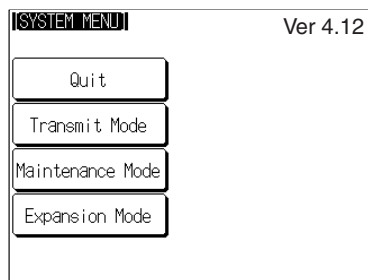 [SYSTEM MENU]
Ver 4.12
Quit
Transmit Mode
Maintenance Mode
Expansion Mode